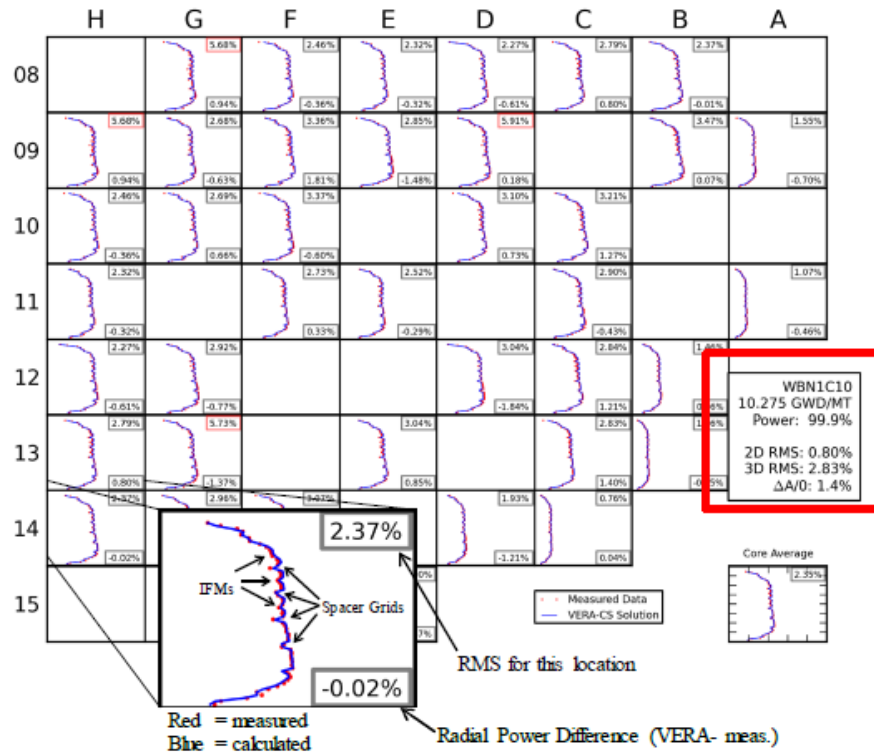 H G F E D C B A
08 5.68% 2.46% 2.32% 2.27% 2.79% 2.37%
0.94% -0.36% -0.32% -0.61% 0.80% -0.01%
09 5.68% 2.68% 3.36% 2.85% 5.91% 3.47% 1.55%
0.94% -0.63% 1.81% -1.48% 0.18% 0.07% -0.70%
10 2.46% 2.69% 3.37% 3.10% 3.21%
-0.36% 0.66% -0.60% 0.73% 1.27%
11 2.32% 2.73% 2.52% 2.90% 1.07%
-0.32% 0.33% -0.29% -0.43% -0.46%
12 2.27% 2.92% 3.04% 2.84%
-0.61% -0.77% -1.84% 1.21%
WBN1C10
10.275 GWD/MT
Power: 99.9%
2D RMS: 0.80%
3D RMS: 2.83%
ΔA/0: 1.4%
13 2.79% 5.73% 3.04% 2.83%
0.80% -1.37% 0.85% 1.40%
14 2.96% 1.93% 0.76%
-0.02% -1.21% 0.04%
2.37%
IFMs
Spacer Grids
-0.02%
15
Measured Data
VERA-CS Solution
Core Average
2.35%
RMS for this location
Radial Power Difference (VERA- meas.)
Red = measured
Blue = calculated